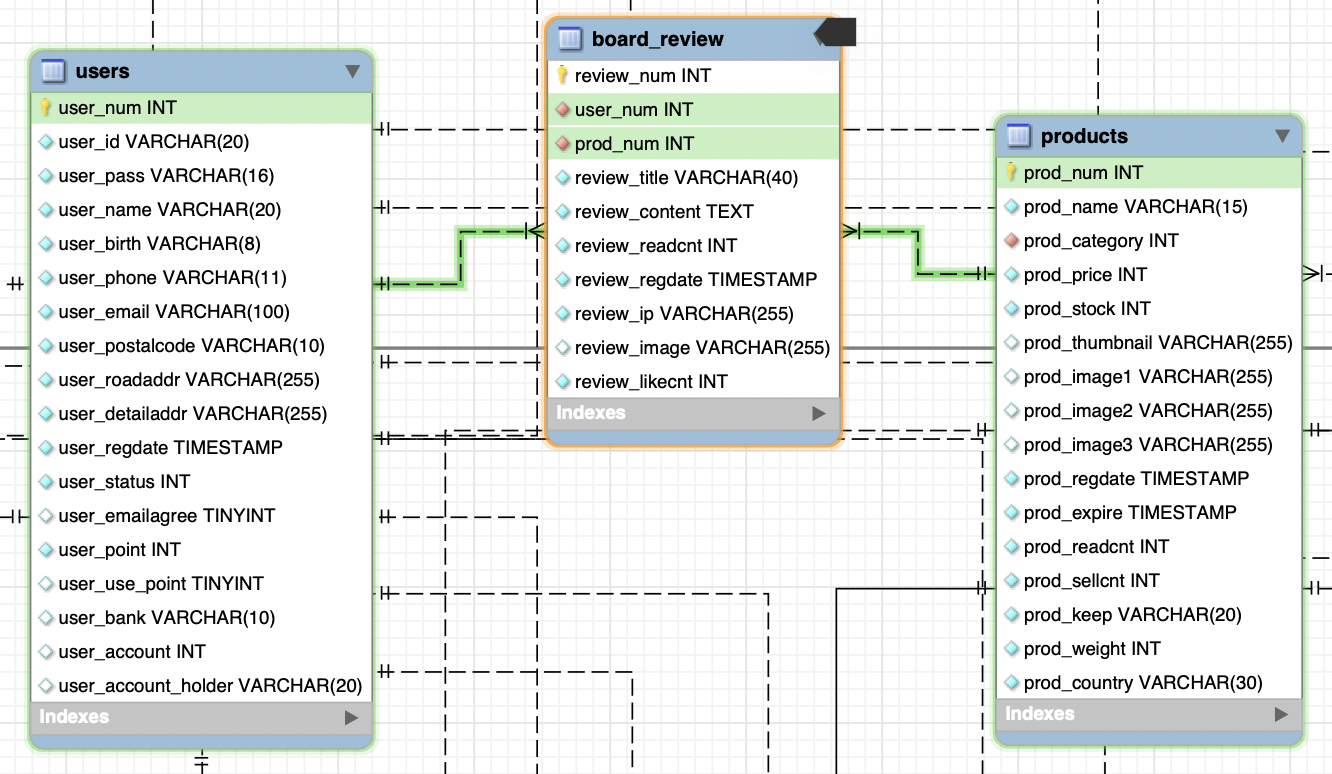 users
user_num INT
user_id VARCHAR(20)
user_pass VARCHAR(16)
user_name VARCHAR(20)
user_birth VARCHAR(8)
user_phone VARCHAR(11)
user_email VARCHAR(100)
user_postalcode VARCHAR(10)
user_roadaddr VARCHAR(255)
user_detailaddr VARCHAR(255)
user_regdate TIMESTAMP
user_status INT
user_emailagree TINYINT
user_point INT
user_use_point TINYINT
user_bank VARCHAR(10)
user_account INT
user_account_holder VARCHAR(20)
Indexes
board_review
review_num INT
user_num INT
prod_num INT
review_title VARCHAR(40)
review_content TEXT
review_readcnt INT
review_regdate TIMESTAMP
review_ip VARCHAR(255)
review_image VARCHAR(255)
review_likecnt INT
Indexes
products
prod_num INT
prod_name VARCHAR(15)
prod_category INT
prod_price INT
prod_stock INT
prod_thumbnail VARCHAR(255)
prod_image1 VARCHAR(255)
prod_image2 VARCHAR(255)
prod_image3 VARCHAR(255)
prod_regdate TIMESTAMP
prod_expire TIMESTAMP
prod_readcnt INT
prod_sellcnt INT
prod_keep VARCHAR(20)
prod_weight INT
prod_country VARCHAR(30)
Indexes